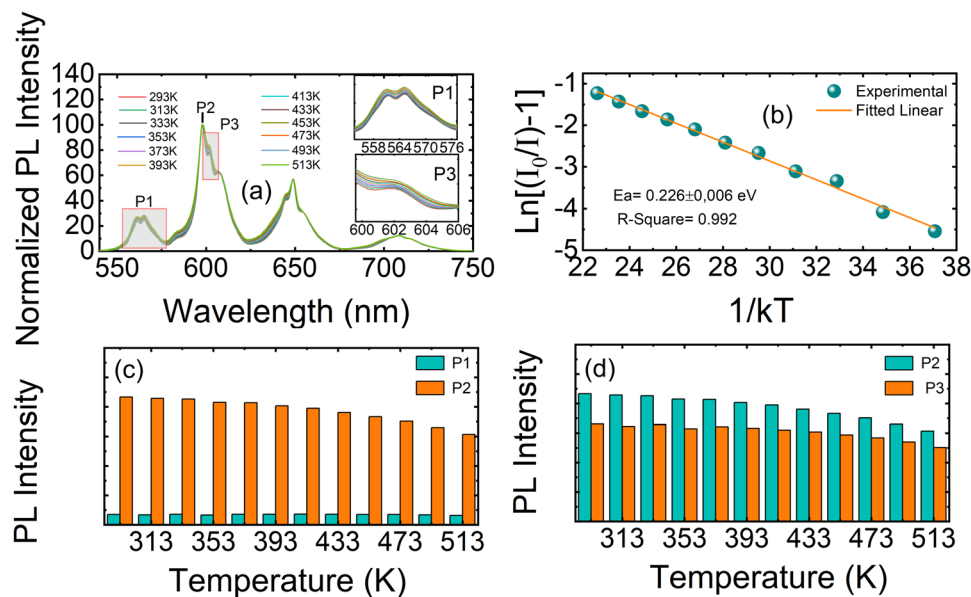 Normalized PL Intensity
140
120
100
80
60
40
20
0
293K
313K
333K
353K
373K
393K
413K
433K
453K
473K
493K
513K
P1
P2
P3
(a)
P1
558 564 570 576
P3
600 602 604 606
550 600 650 700 750
Wavelength (nm)
Ln[(I₀/I)-1]
-1
-2
-3
-4
-5
Experimental
Fitted Linear
(b)
Ea= 0.226±0,006 eV
R-Square= 0.992
22 24 26 28 30 32 34 36 38
1/kT
PL Intensity
(c)
P1
P2
313 353 393 433 473 513
Temperature (K)
PL Intensity
(d)
P2
P3
313 353 393 433 473 513
Temperature (K)